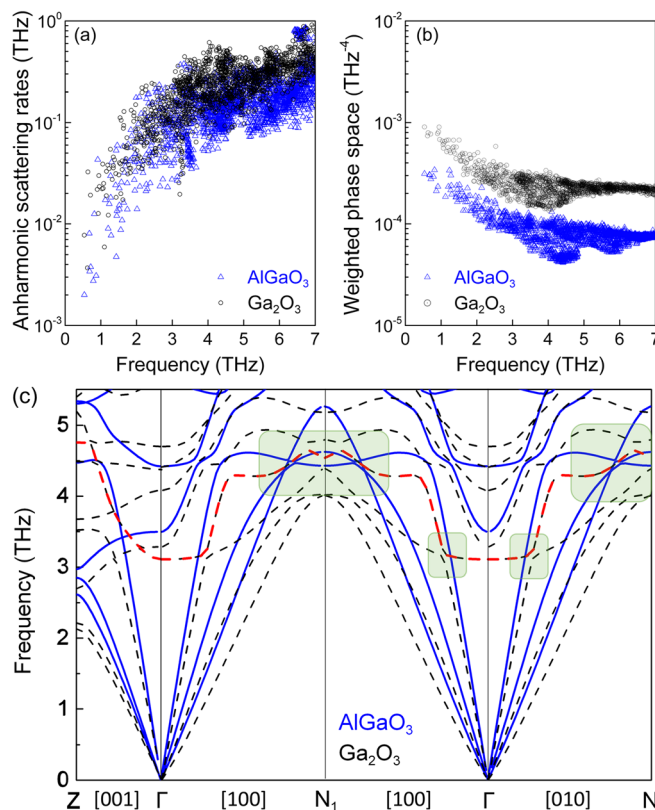 (a)
Anharmonic scattering rates (THz)
10⁰
10⁻¹
10⁻²
10⁻³
0 1 2 3 4 5 6 7
Frequency (THz)
AlGaO₃
Ga₂O₃
(b)
Weighted phase space (THz⁻⁴)
10⁻²
10⁻³
10⁻⁴
10⁻⁵
0 1 2 3 4 5 6 7
Frequency (THz)
AlGaO₃
Ga₂O₃
(c)
Frequency (THz)
5
4
3
2
1
0
AlGaO₃
Ga₂O₃
Z [001] Γ [100] N₁ [100] Γ [010] N